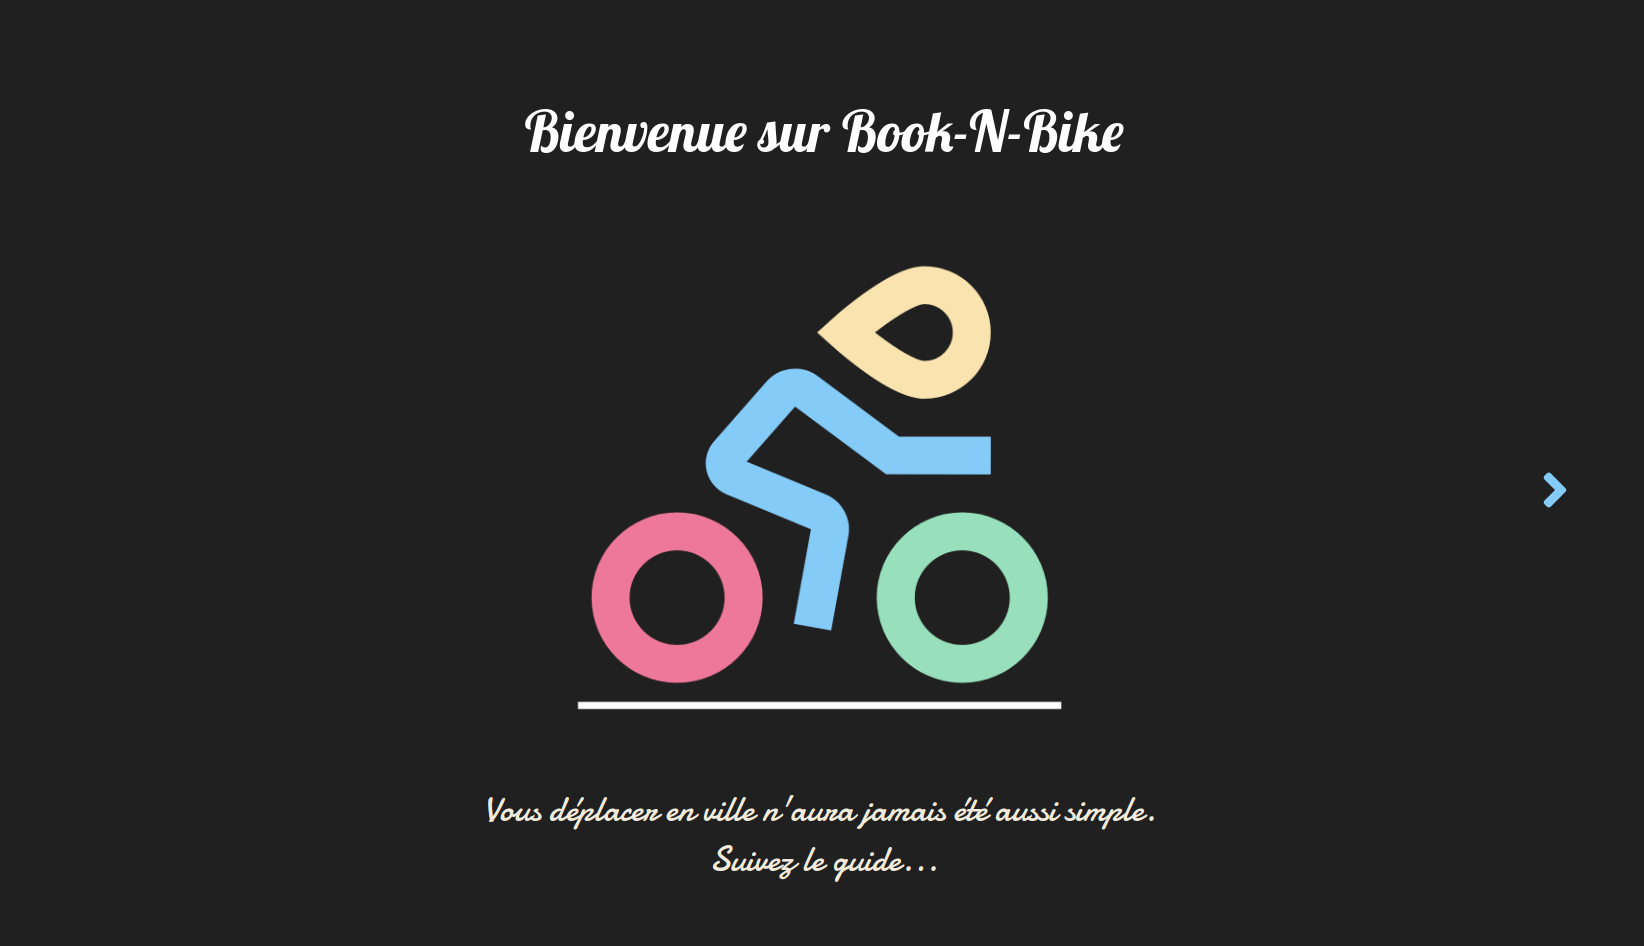 Bienvenue sur Book-N-Bike
Vous déplacer en ville n'aura jamais été aussi simple.
Suivez le guide...